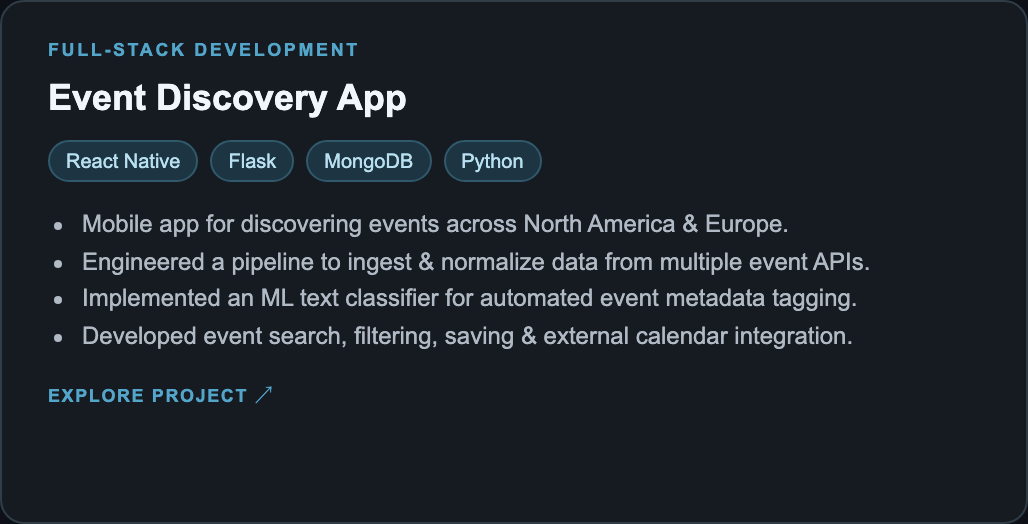 FULL-STACK DEVELOPMENT
Event Discovery App
React Native Flask MongoDB Python
• Mobile app for discovering events across North America & Europe.
• Engineered a pipeline to ingest & normalize data from multiple event APIs.
• Implemented an ML text classifier for automated event metadata tagging.
• Developed event search, filtering, saving & external calendar integration.
EXPLORE PROJECT ↗